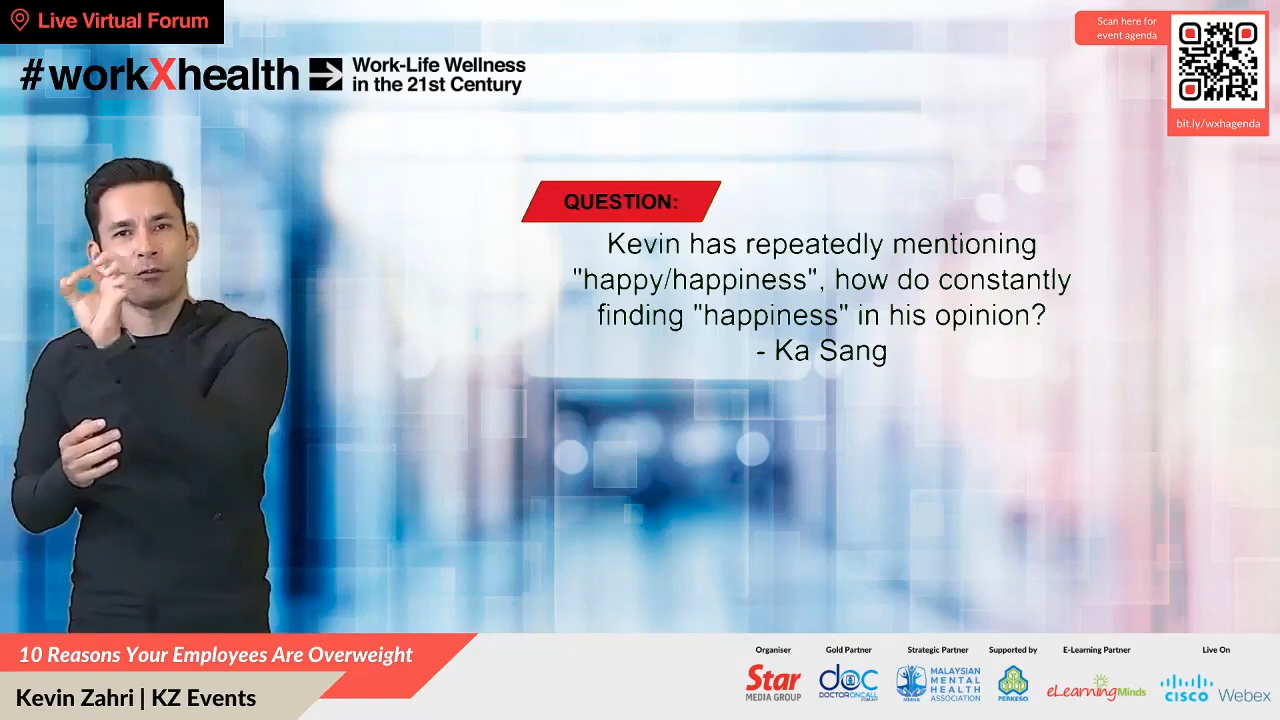 Live Virtual Forum
#workXhealth
Work-Life Wellness
in the 21st Century
Scan here for
event agenda
bit.ly/wxhagenda
QUESTION:
Kevin has repeatedly mentioning
"happy/happiness", how do constantly
finding "happiness" in his opinion?
- Ka Sang
10 Reasons Your Employees Are Overweight
Kevin Zahri | KZ Events
Organiser
Star
MEDIA GROUP
Gold Partner
doc
DOCTORONCALL
Strategic Partner
MMHA
MALAYSIAN
MENTAL
HEALTH
ASSOCIATION
Supported by
PERKESO
E-Learning Partner
eLearningMinds
Live On
CISCO
Webex